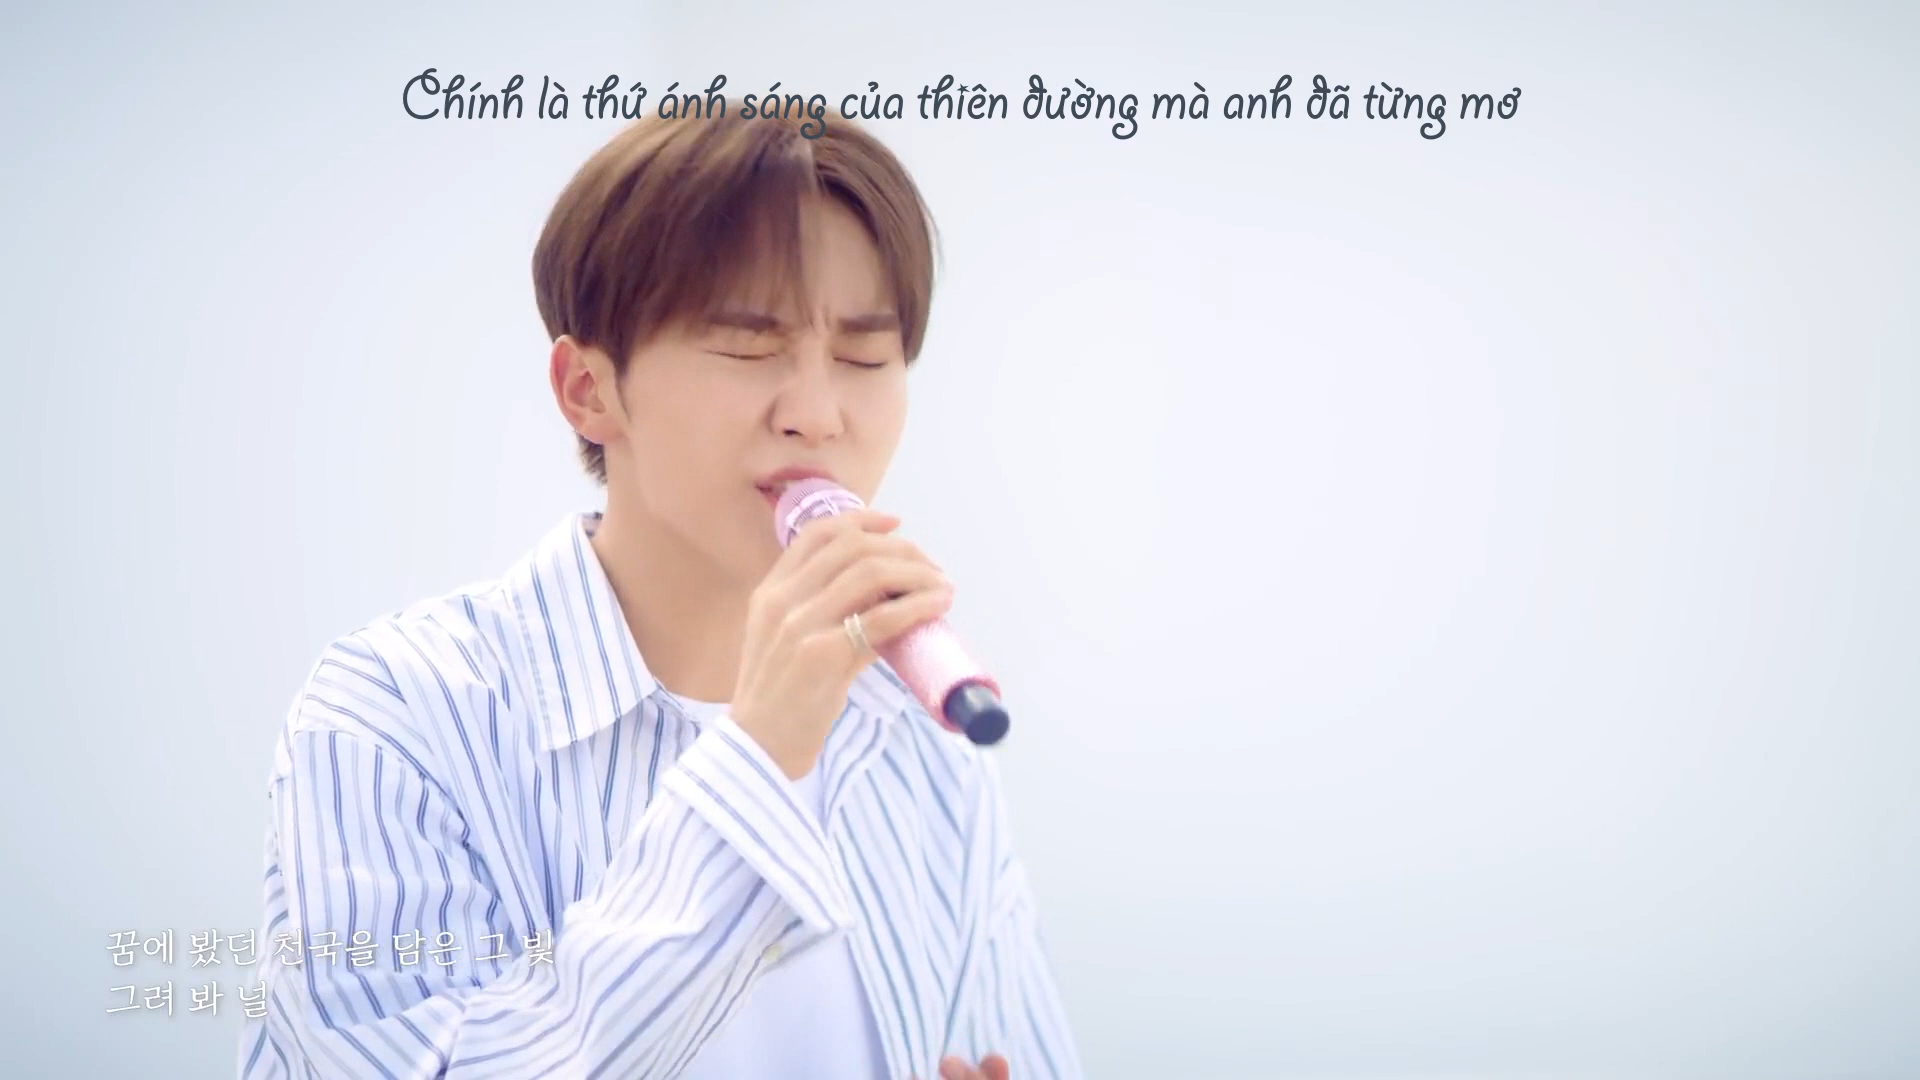 Chính là thứ ánh sáng của thiên đường mà anh đã từng mơ
꿈에 봤던 천국을 담은 그 빛
그려 봐 널